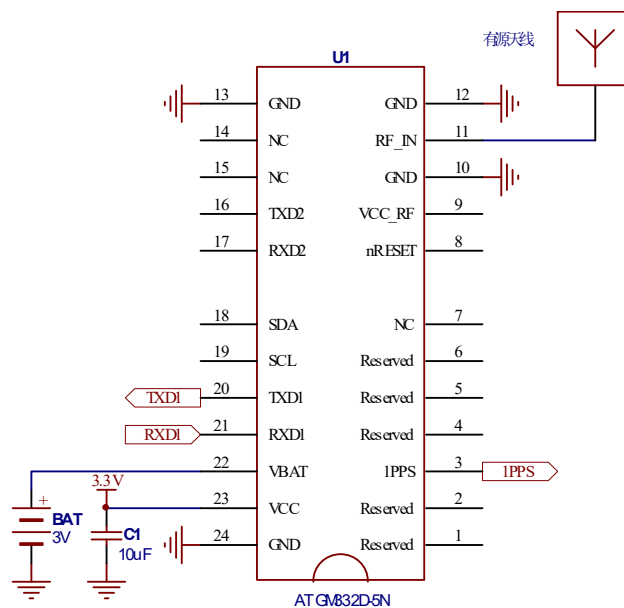 有源天线
U1
13 GND GND 12
14 NC RF_IN 11
15 NC GND 10
16 TXD2 VCC_RF 9
17 RXD2 nRESET 8
18 SDA NC 7
19 SCL Reserved 6
TXD1 20 TXD1 Reserved 5
RXD1 21 RXD1 Reserved 4
22 VBAT 1PPS 3 1PPS
3.3V
23 VCC Reserved 2
+
BAT
3V
C1
10uF
24 GND Reserved 1
ATGM332D-5N